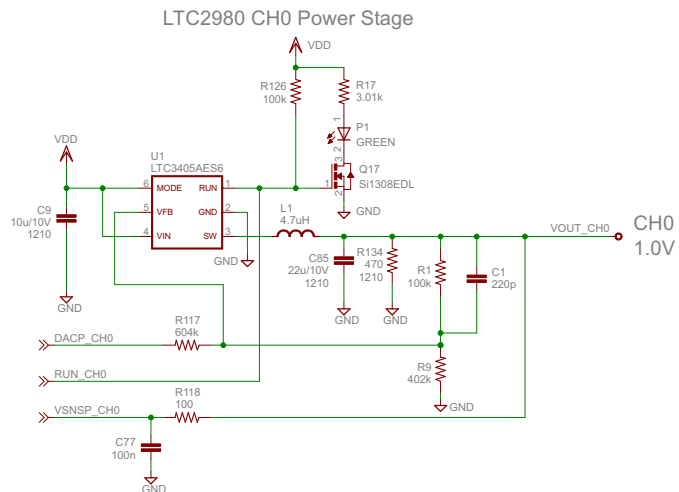 LTC2980 CH0 Power Stage
VDD
R126
100k
R17
3.01k
1
P1
GREEN
2
3
Q17
Si1308EDL
1
2
GND
VDD
U1
LTC3405AES6
6
MODE
RUN
1
5
VFB
GND
2
4
VIN
SW
3
GND
C9
10u/10V
1210
GND
L1
4.7uH
VOUT_CH0
CH0
1.0V
C85
22u/10V
1210
GND
R134
470
1210
GND
R1
100k
C1
220p
R9
402k
GND
DACP_CH0
R117
604k
RUN_CH0
VSNSP_CH0
R118
100
C77
100n
GND